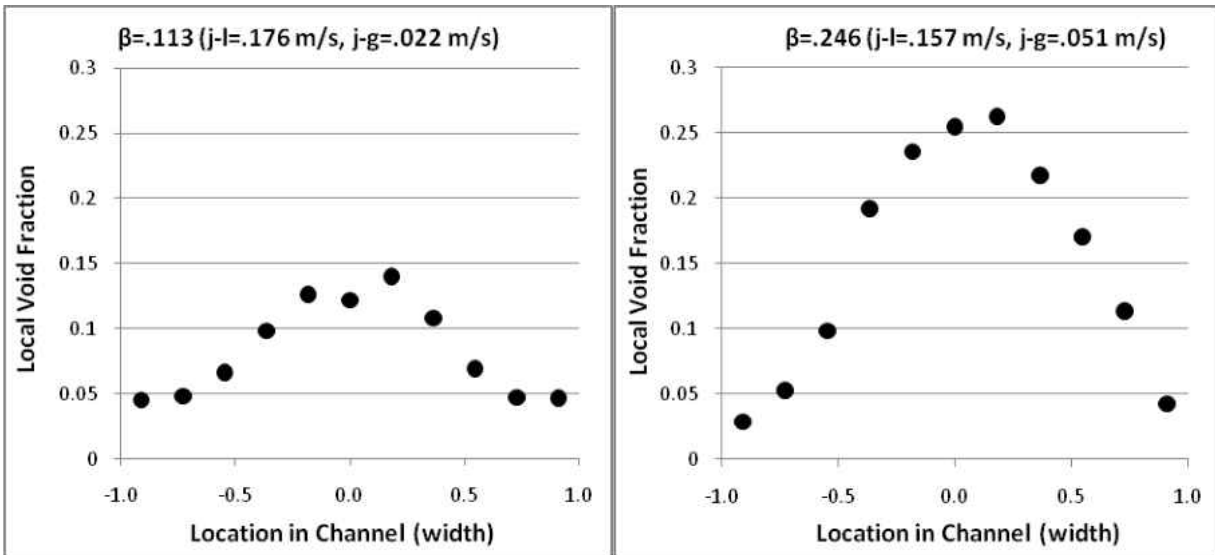 β=.113 (j-l=.176 m/s, j-g=.022 m/s)
0.3
0.25
0.2
0.15
0.1
0.05
0
Local Void Fraction
-1.0 -0.5 0.0 0.5 1.0
Location in Channel (width)
β=.246 (j-l=.157 m/s, j-g=.051 m/s)
0.3
0.25
0.2
0.15
0.1
0.05
0
Local Void Fraction
-1.0 -0.5 0.0 0.5 1.0
Location in Channel (width)